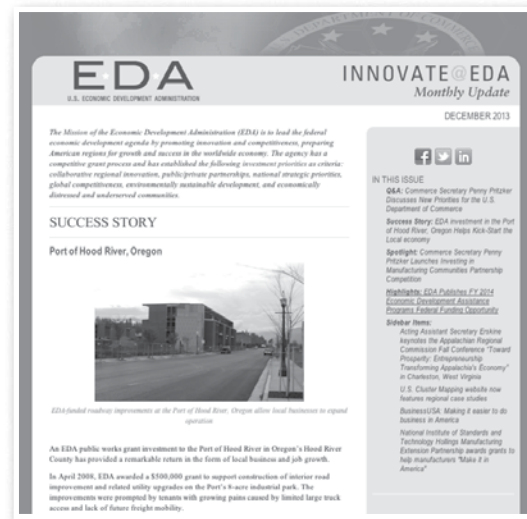 U.S. DEPARTMENT OF COMMERCE
EDA
U.S. ECONOMIC DEVELOPMENT ADMINISTRATION
INNOVATE@EDA
Monthly Update
DECEMBER 2013
The Mission of the Economic Development Administration (EDA) is to lead the federal
economic development agenda by promoting innovation and competitiveness, preparing
American regions for growth and success in the worldwide economy. The agency has a
competitive grant process and has established the following investment priorities as criteria:
collaborative regional innovation, public/private partnerships, national strategic priorities,
global competitiveness, environmentally sustainable development, and economically
distressed and underserved communities.
SUCCESS STORY
Port of Hood River, Oregon
EDA-funded roadway improvements at the Port of Hood River, Oregon allow local businesses to expand
operation
An EDA public works grant investment to the Port of Hood River in Oregon's Hood River
County has provided a remarkable return in the form of local business and job growth.
In April 2008, EDA awarded a $500,000 grant to support construction of interior road
improvement and related utility upgrades on the Port's 8-acre industrial park. The
improvements were prompted by tenants with growing pains caused by limited large truck
access and lack of future freight mobility.
IN THIS ISSUE
Q&A: Commerce Secretary Penny Pritzker
Discusses New Priorities for the U.S.
Department of Commerce
Success Story: EDA investment in the Port
of Hood River, Oregon Helps Kick-Start the
Local economy
Spotlight: Commerce Secretary Penny
Pritzker Launches Investing in
Manufacturing Communities Partnership
Competition
Highlights: EDA Publishes FY 2014
Economic Development Assistance
Programs Federal Funding Opportunity
Sidebar Items:
Acting Assistant Secretary Erskine
keynotes the Appalachian Regional
Commission Fall Conference "Toward
Prosperity: Entrepreneurship
Transforming Appalachia's Economy"
in Charleston, West Virginia
U.S. Cluster Mapping website now
features regional case studies
BusinessUSA: Making it easier to do
business in America
National Institute of Standards and
Technology Hollings Manufacturing
Extension Partnership awards grants to
help manufacturers "Make it in
America"